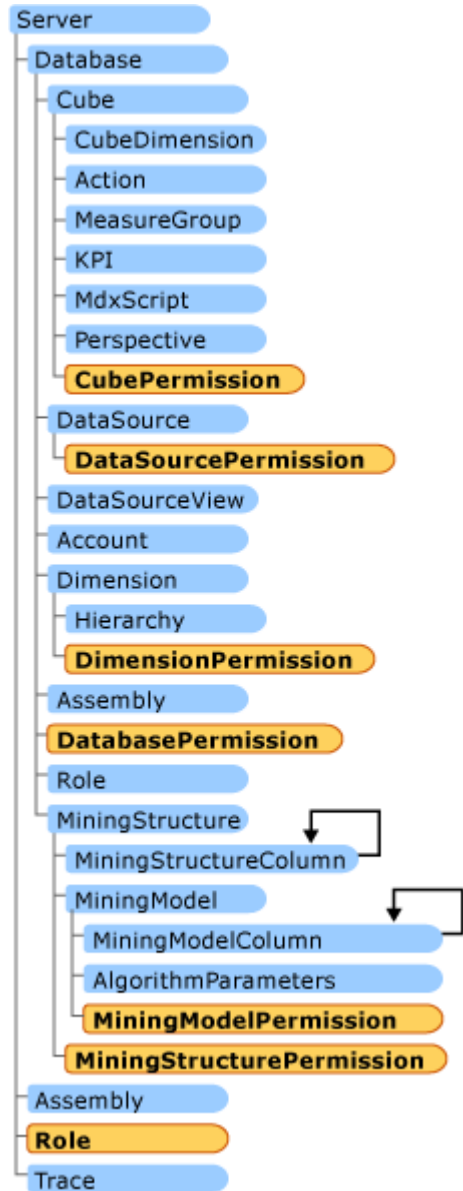 Server
Database
Cube
CubeDimension
Action
MeasureGroup
KPI
MdxScript
Perspective
CubePermission
DataSource
DataSourcePermission
DataSourceView
Account
Dimension
Hierarchy
DimensionPermission
Assembly
DatabasePermission
Role
MiningStructure
MiningStructureColumn
MiningModel
MiningModelColumn
AlgorithmParameters
MiningModelPermission
MiningStructurePermission
Assembly
Role
Trace